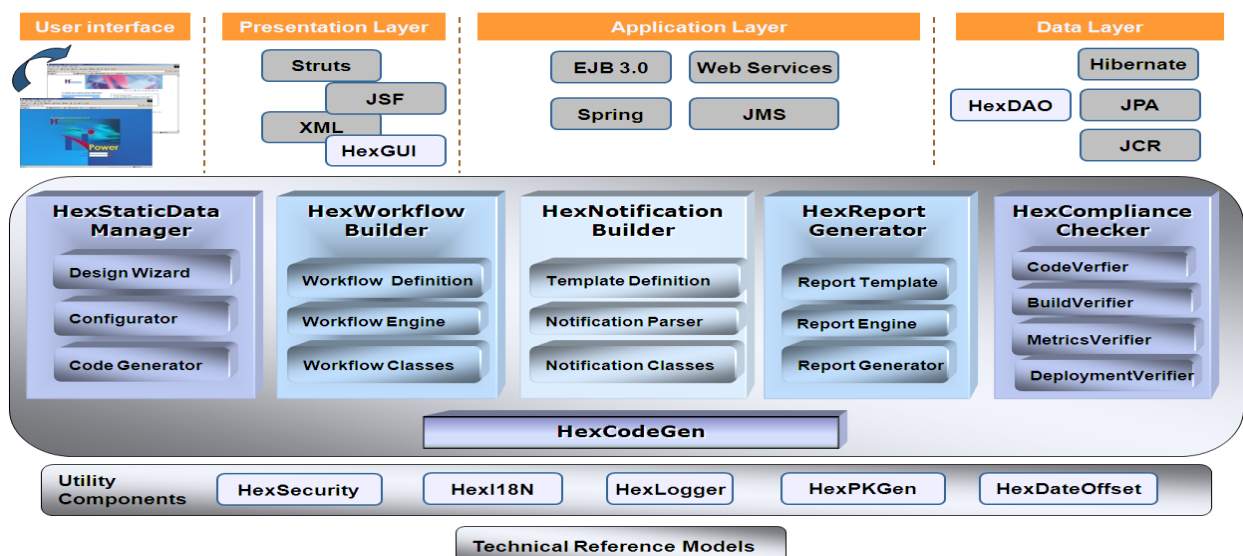 User interface
Presentation Layer
Application Layer
Data Layer
Struts
JSF
XML
HexGUI
EJB 3.0
Web Services
Spring
JMS
Hibernate
HexDAO
JPA
JCR
Power
HexStaticData
Manager
Design Wizard
Configurator
Code Generator
HexWorkflow
Builder
Workflow Definition
Workflow Engine
Workflow Classes
HexNotification
Builder
Template Definition
Notification Parser
Notification Classes
HexReport
Generator
Report Template
Report Engine
Report Generator
HexCompliance
Checker
CodeVerfier
BuildVerifier
MetricsVerifier
DeploymentVerifier
HexCodeGen
Utility
Components
HexSecurity
HexI18N
HexLogger
HexPKGen
HexDateOffset
Technical Reference Models